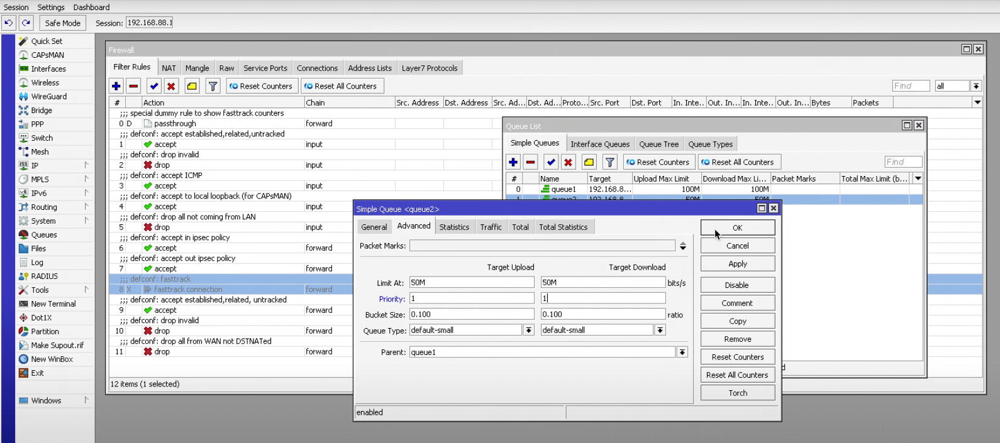 Session Settings Dashboard
Safe Mode Session: 192.168.88.1
Quick Set
CAPsMAN
Interfaces
Wireless
WireGuard
Bridge
PPP
Switch
Mesh
IP
MPLS
IPv6
Routing
System
Queues
Files
Log
RADIUS
Tools
New Terminal
Dot1X
Partition
Make Supout.rif
New WinBox
Exit
Windows
Firewall
Filter Rules NAT Mangle Raw Service Ports Connections Address Lists Layer7 Protocols
Reset Counters Reset All Counters Find all
# Action Chain Src. Address Dst. Address Src. Ad... Dst. Ad... Proto... Src. Port Dst. Port In. Inte... Out. In... In. Inte... Out. In... Bytes Packets
;;; special dummy rule to show fasttrack counters
0 D passthrough forward
;;; defconf: accept established,related,untracked
1 accept input
;;; defconf: drop invalid
2 drop input
;;; defconf: accept ICMP
3 accept input
;;; defconf: accept to local loopback (for CAPsMAN)
4 accept input
;;; defconf: drop all not coming from LAN
5 drop input
;;; defconf: accept in ipsec policy
6 accept forward
;;; defconf: accept out ipsec policy
7 accept forward
;;; defconf: fasttrack
8 X fasttrack connection forward
;;; defconf: accept established,related, untracked
9 accept forward
;;; defconf: drop invalid
10 drop forward
;;; defconf: drop all from WAN not DSTNATed
11 drop forward
12 items (1 selected)
Queue List
Simple Queues Interface Queues Queue Tree Queue Types
Reset Counters Reset All Counters Find
# Name Target Upload Max Limit Download Max Li... Packet Marks Total Max Limit (b...
0 queue1 192.168.8... 100M 100M
1 queue2 192.168.8... 50M 50M
Simple Queue <queue2>
General Advanced Statistics Traffic Total Total Statistics
Packet Marks:
Target Upload Target Download
Limit At: 50M 50M bits/s
Priority: 1 1
Bucket Size: 0.100 0.100 ratio
Queue Type: default-small default-small
Parent: queue1
enabled
OK
Cancel
Apply
Disable
Comment
Copy
Remove
Reset Counters
Reset All Counters
Torch